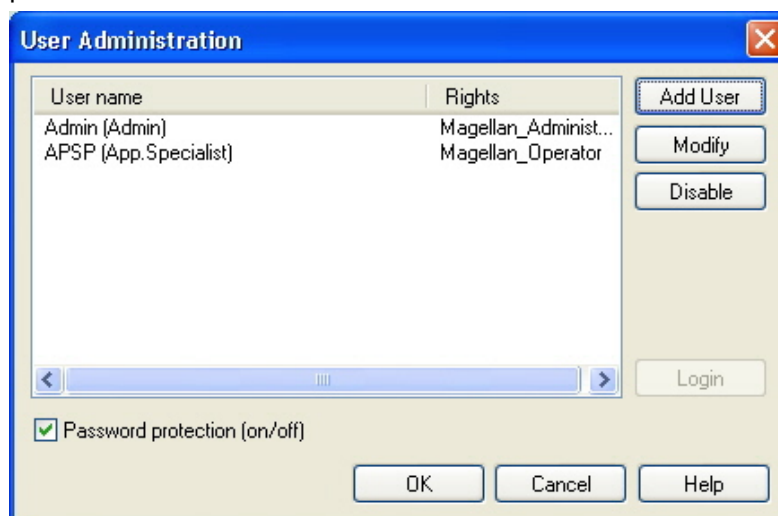 User Administration
User name Rights Add User
Admin (Admin) Magellan_Administ...
APSP (App.Specialist) Magellan_Operator Modify
Disable
Login
Password protection (on/off)
OK Cancel Help